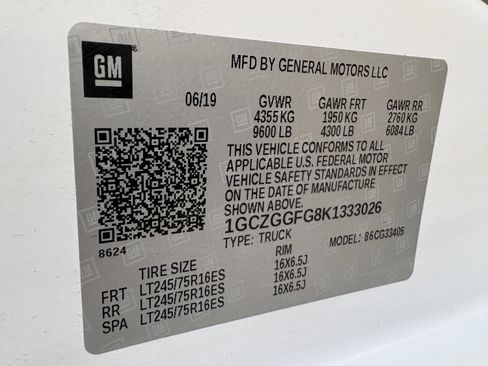 GM
MFD BY GENERAL MOTORS LLC
06/19 GVWR GAWR FRT GAWR RR
4355 KG 1950 KG 2760 KG
9600 LB 4300 LB 6084 LB
THIS VEHICLE CONFORMS TO ALL
APPLICABLE U.S. FEDERAL MOTOR
VEHICLE SAFETY STANDARDS IN EFFECT
ON THE DATE OF MANUFACTURE
SHOWN ABOVE.
1GCZGGFG8K1333026
TYPE: TRUCK MODEL: 86CG33405
8624
TIRE SIZE RIM
FRT LT245/75R16ES 16X6.5J
RR LT245/75R16ES 16X6.5J
SPA LT245/75R16ES 16X6.5J